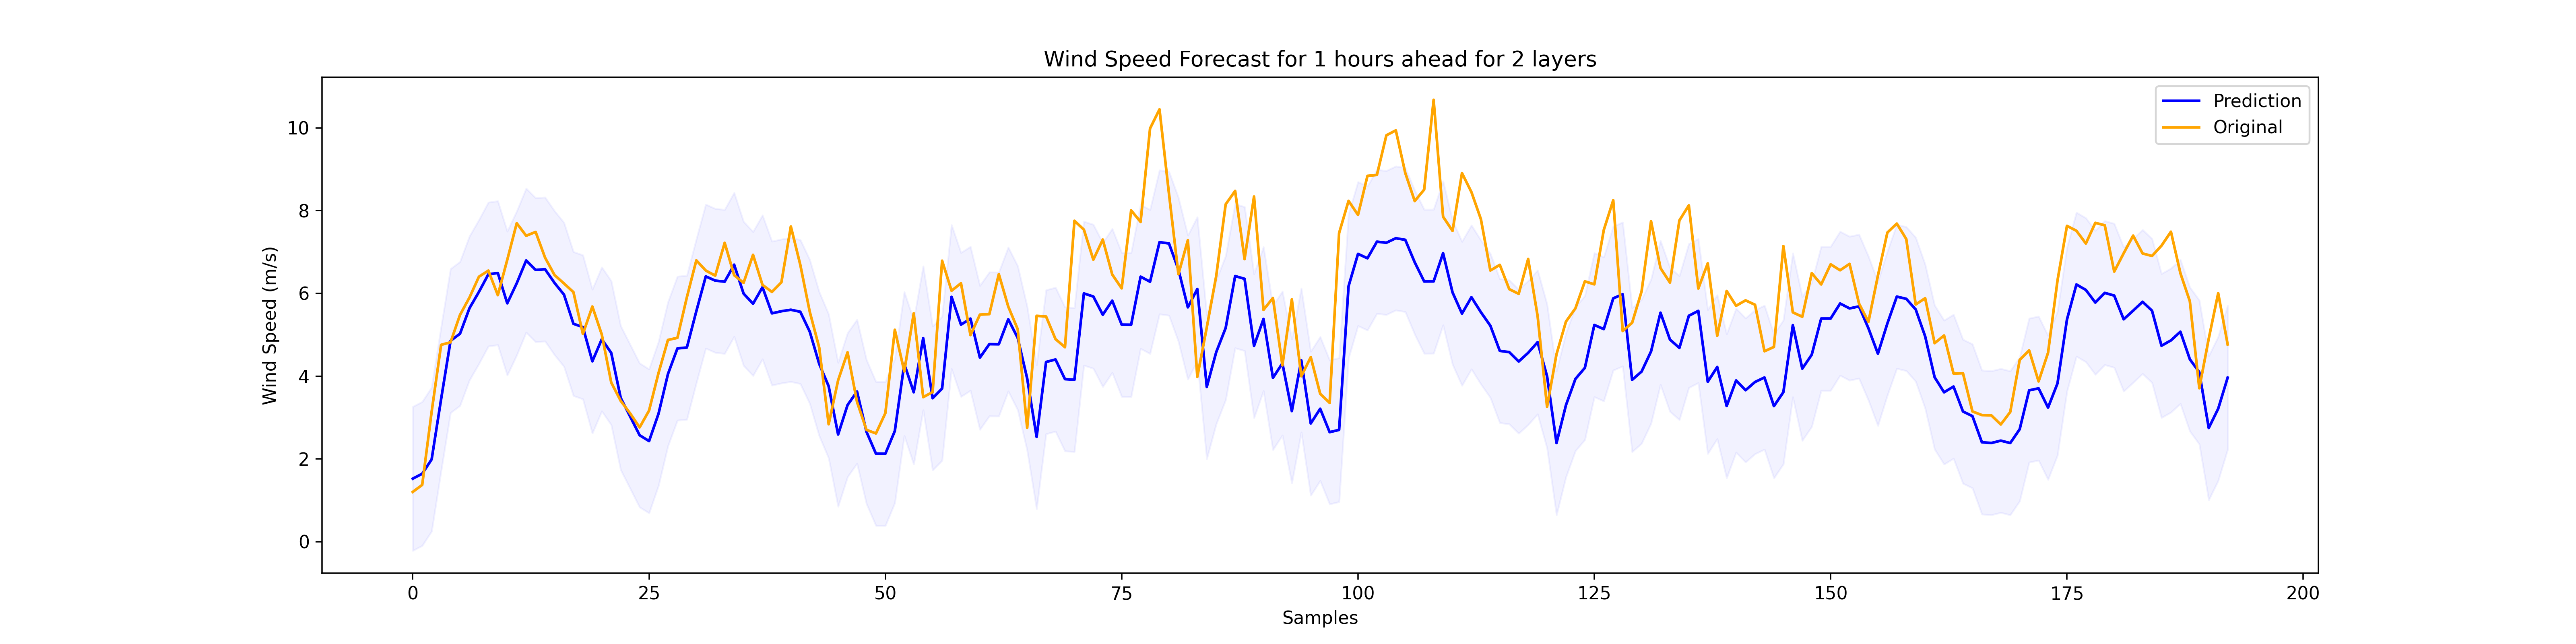 Wind Speed Forecast for 1 hours ahead for 2 layers
Prediction
Original
Wind Speed (m/s)
10
8
6
4
2
0
0 25 50 75 100 125 150 175 200
Samples